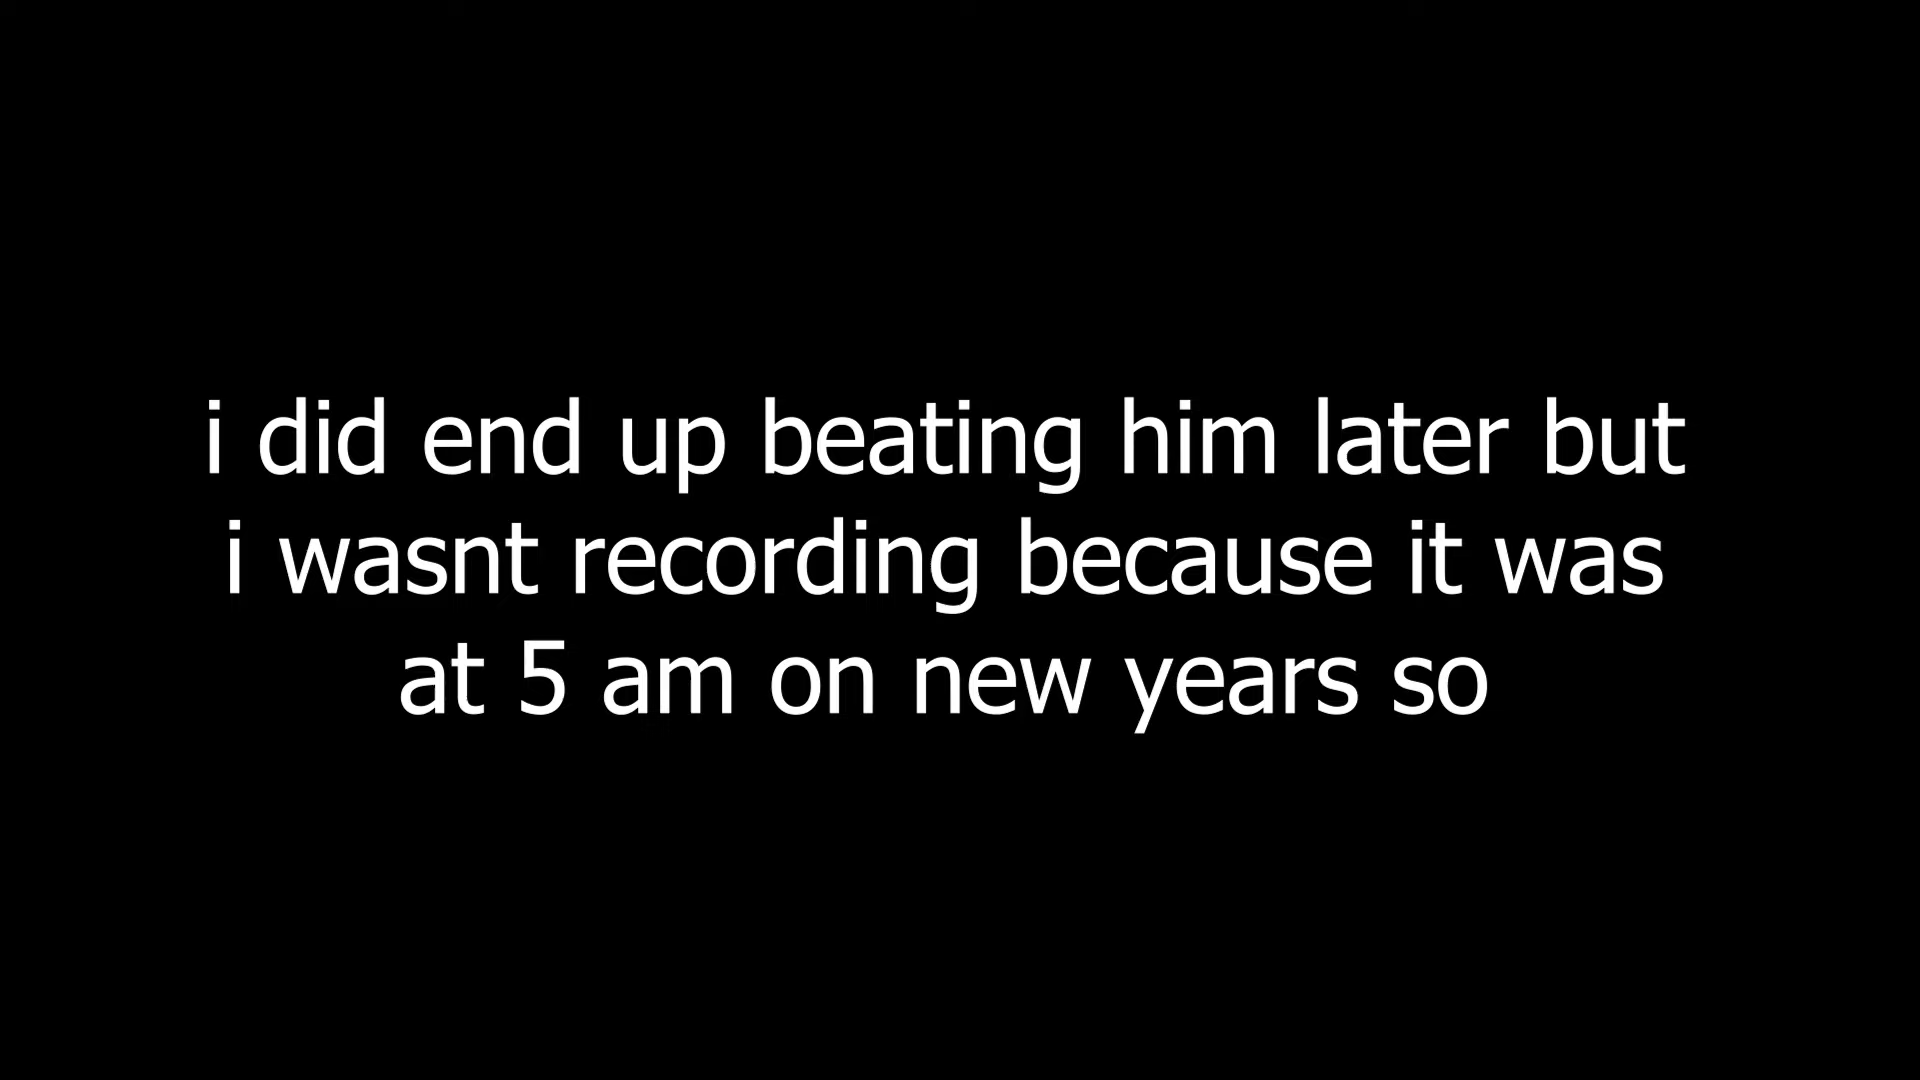 i did end up beating him later but
i wasnt recording because it was
at 5 am on new years so